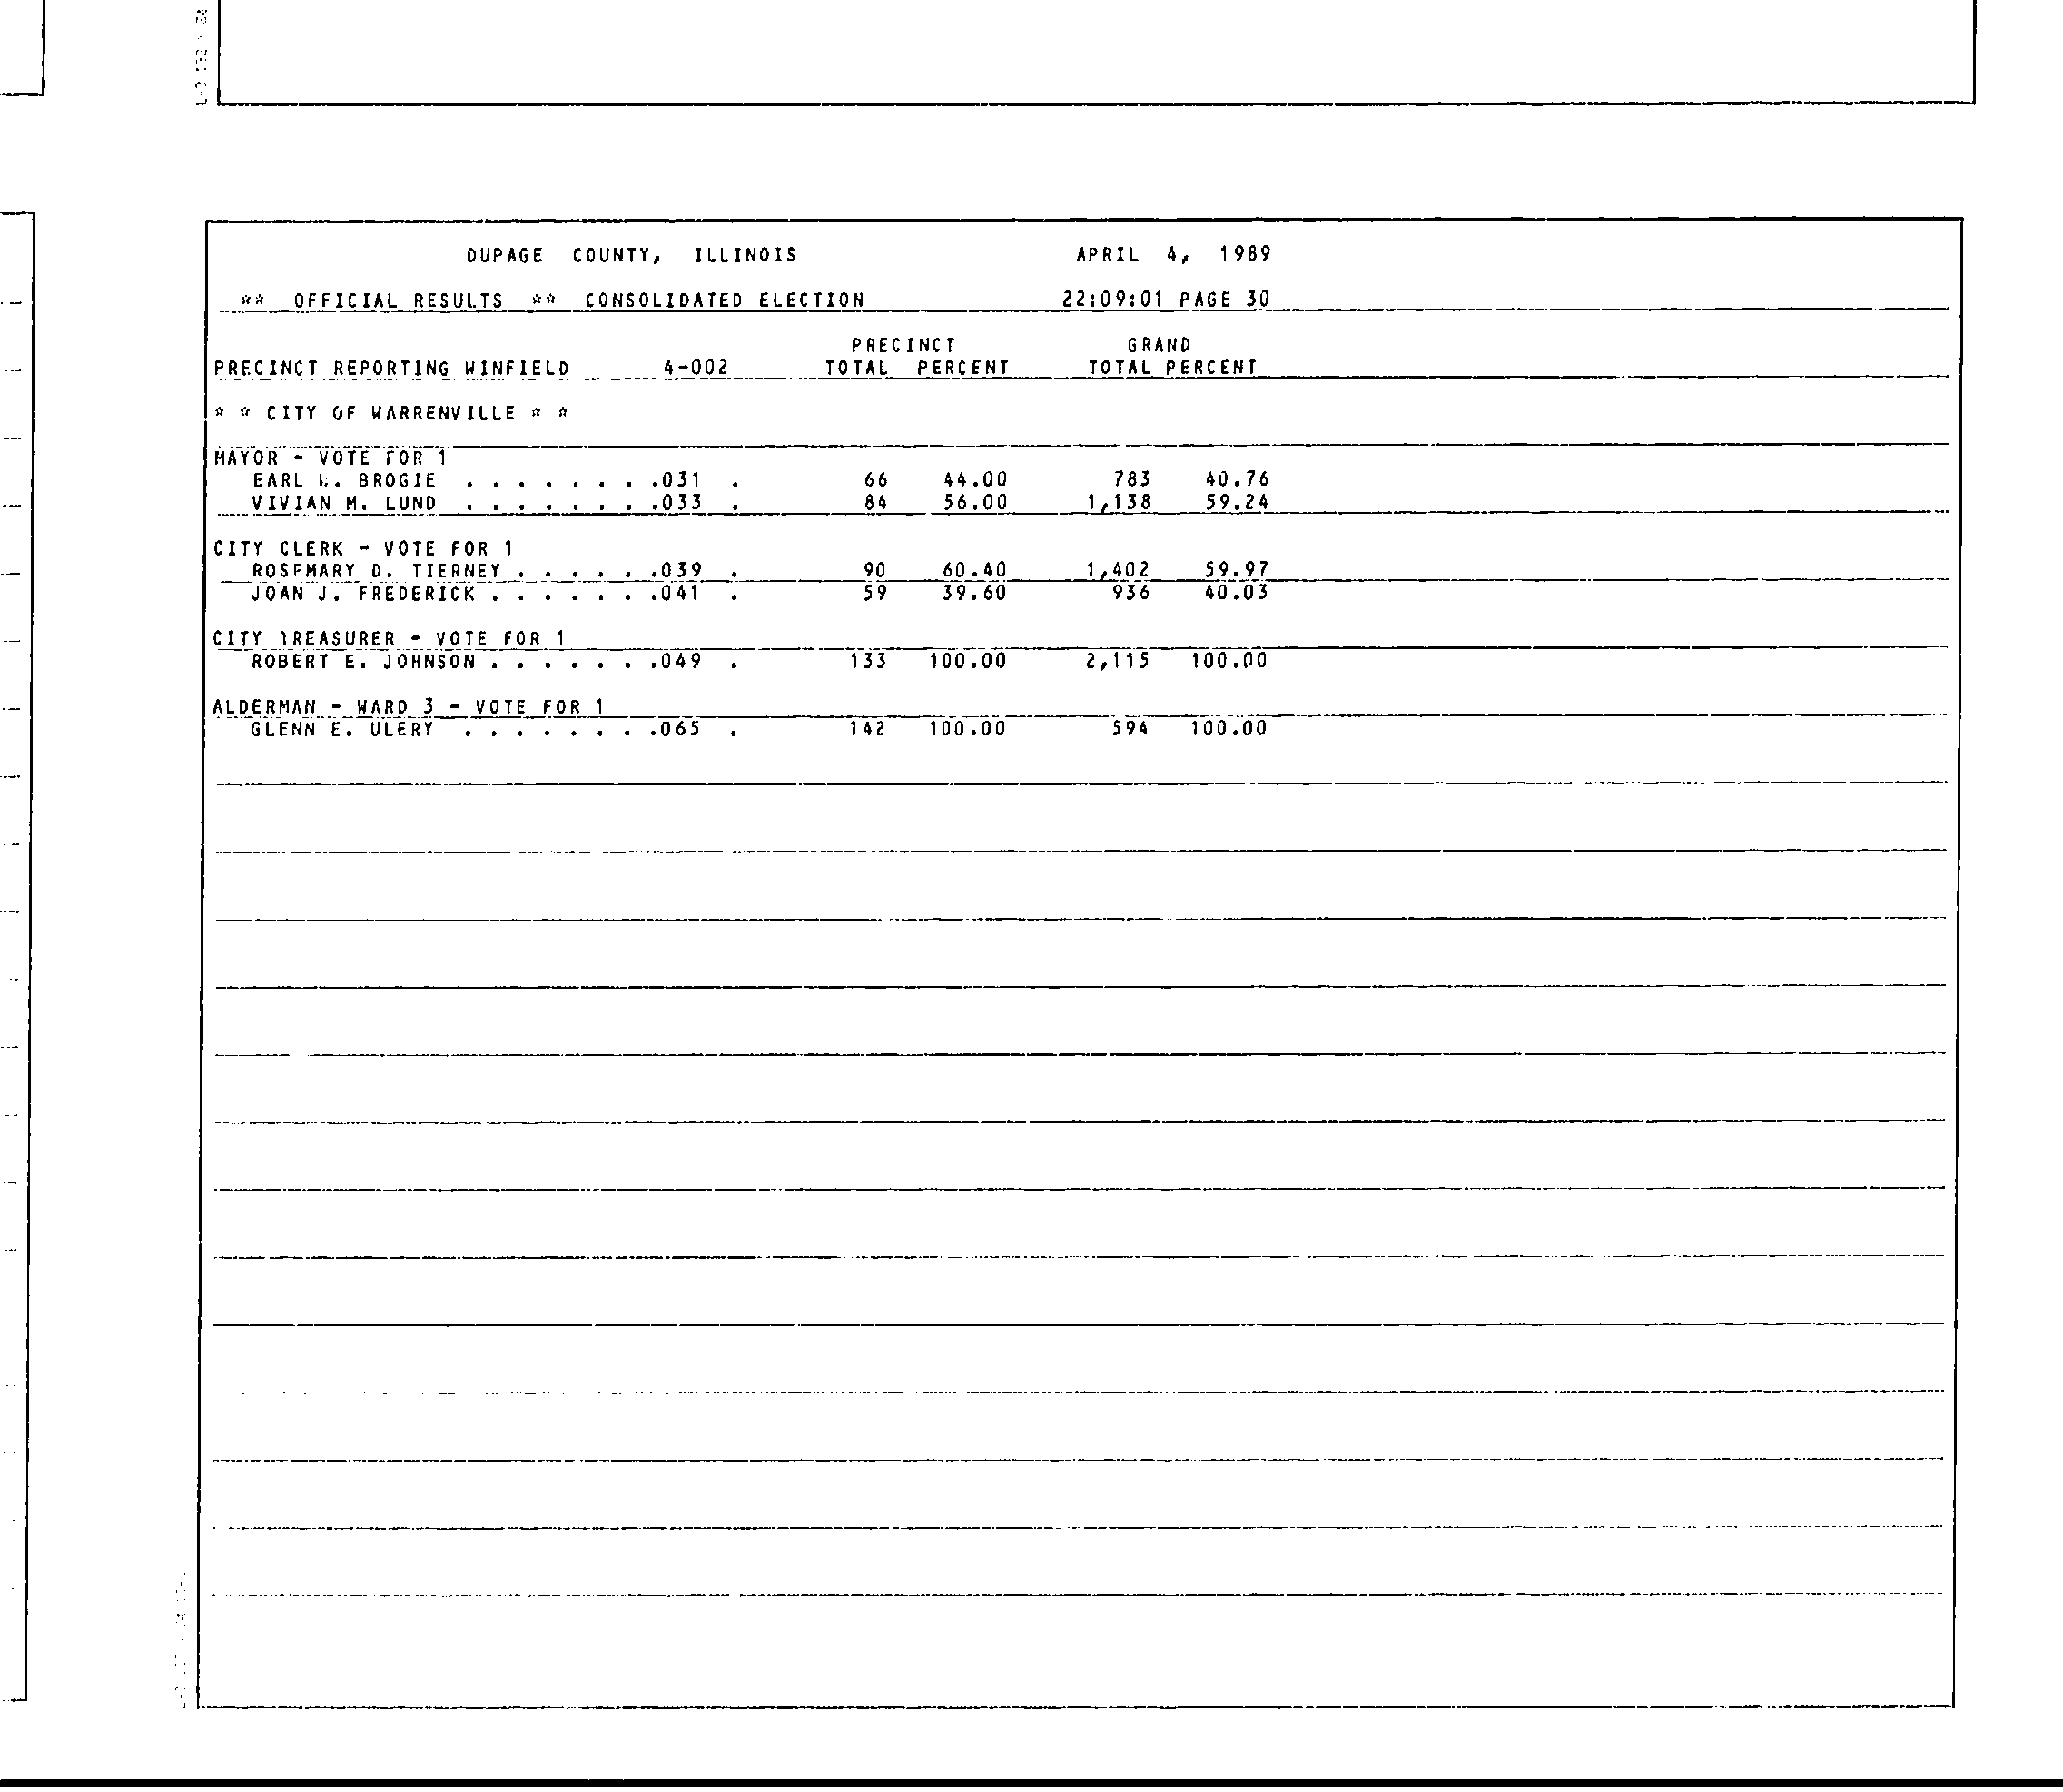 DUPAGE COUNTY, ILLINOIS APRIL 4, 1989
** OFFICIAL RESULTS ** CONSOLIDATED ELECTION 22:09:01 PAGE 30
PRECINCT GRAND
PRECINCT REPORTING WINFIELD 4-002 TOTAL PERCENT TOTAL PERCENT
* * CITY OF WARRENVILLE * *
MAYOR - VOTE FOR 1
EARL W. BROGIE . . . . . . . .031 . 66 44.00 783 40.76
VIVIAN M. LUND . . . . . . . .033 . 84 56.00 1,138 59.24
CITY CLERK - VOTE FOR 1
ROSEMARY D. TIERNEY . . . . . .039 . 90 60.40 1,402 59.97
JOAN J. FREDERICK . . . . . . .041 . 59 39.60 936 40.03
CITY TREASURER - VOTE FOR 1
ROBERT E. JOHNSON . . . . . . .049 . 133 100.00 2,115 100.00
ALDERMAN - WARD 3 - VOTE FOR 1
GLENN E. ULERY . . . . . . . .065 . 142 100.00 594 100.00